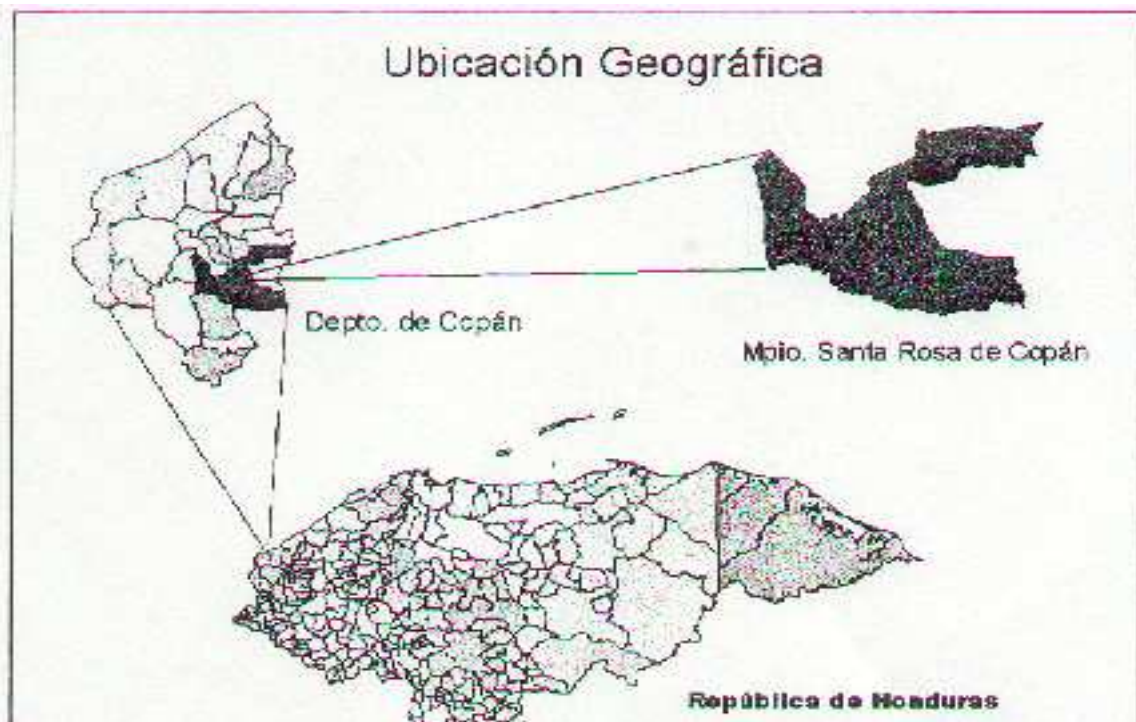 Ubicación Geográfica
Depto. de Copán
Mpio. Santa Rosa de Copán
República de Honduras